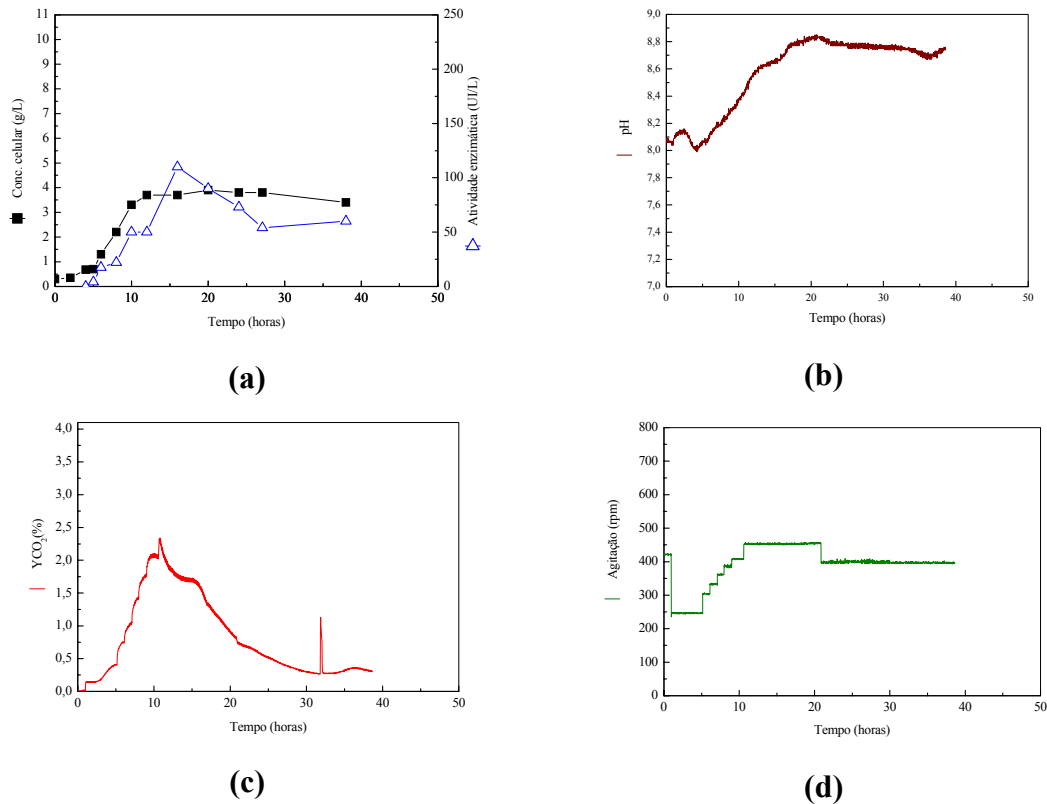 11
10
9
8
7
6
5
4
3
2
1
0
Conc. celular (g/L)
250
200
150
100
50
0
Atividade enzimática (UI/L)
0 10 20 30 40 50
Tempo (horas)
(a)
9,0
8,8
8,6
8,4
8,2
8,0
7,8
7,6
7,4
7,2
7,0
pH
0 10 20 30 40 50
Tempo (horas)
(b)
4,0
3,5
3,0
2,5
2,0
1,5
1,0
0,5
0,0
YCO₂(%)
0 10 20 30 40 50
Tempo (horas)
(c)
800
700
600
500
400
300
250
200
150
100
50
0
Agitação (rpm)
0 10 20 30 40 50
Tempo (horas)
(d)